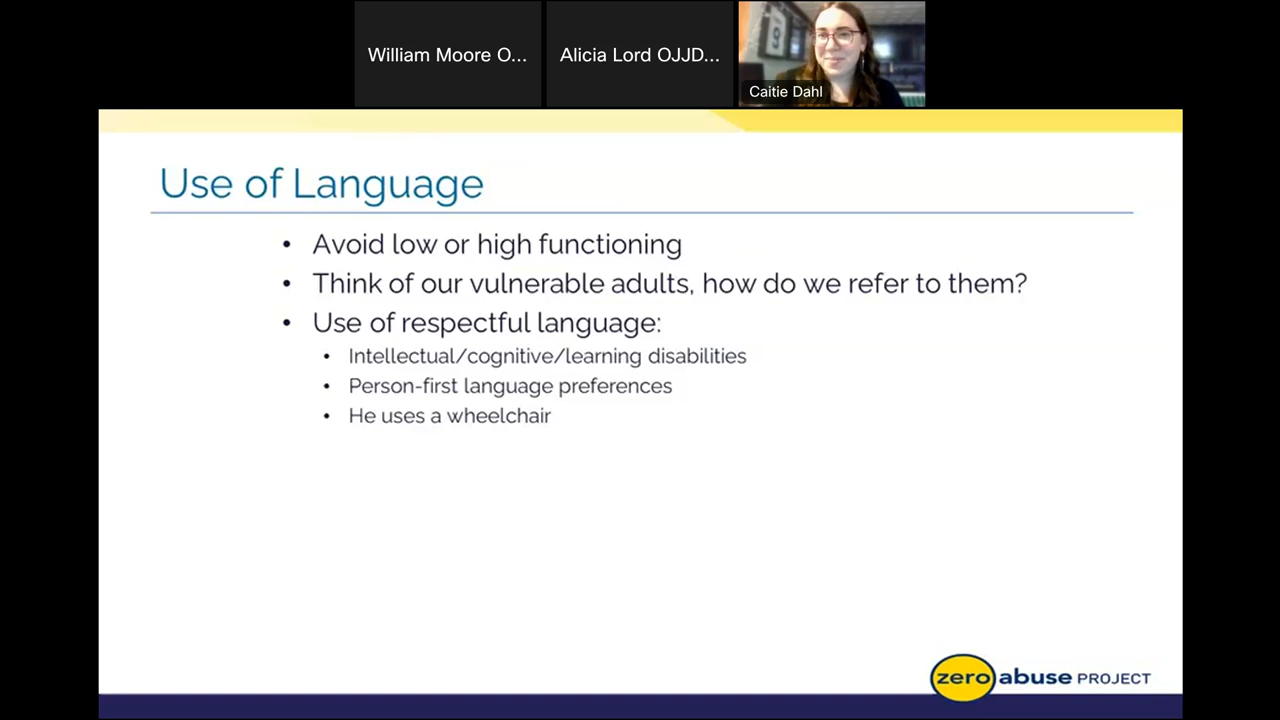 William Moore O...
Alicia Lord OJJD...
Caitie Dahl
Use of Language
• Avoid low or high functioning
• Think of our vulnerable adults, how do we refer to them?
• Use of respectful language:
• Intellectual/cognitive/learning disabilities
• Person-first language preferences
• He uses a wheelchair
zero abuse PROJECT